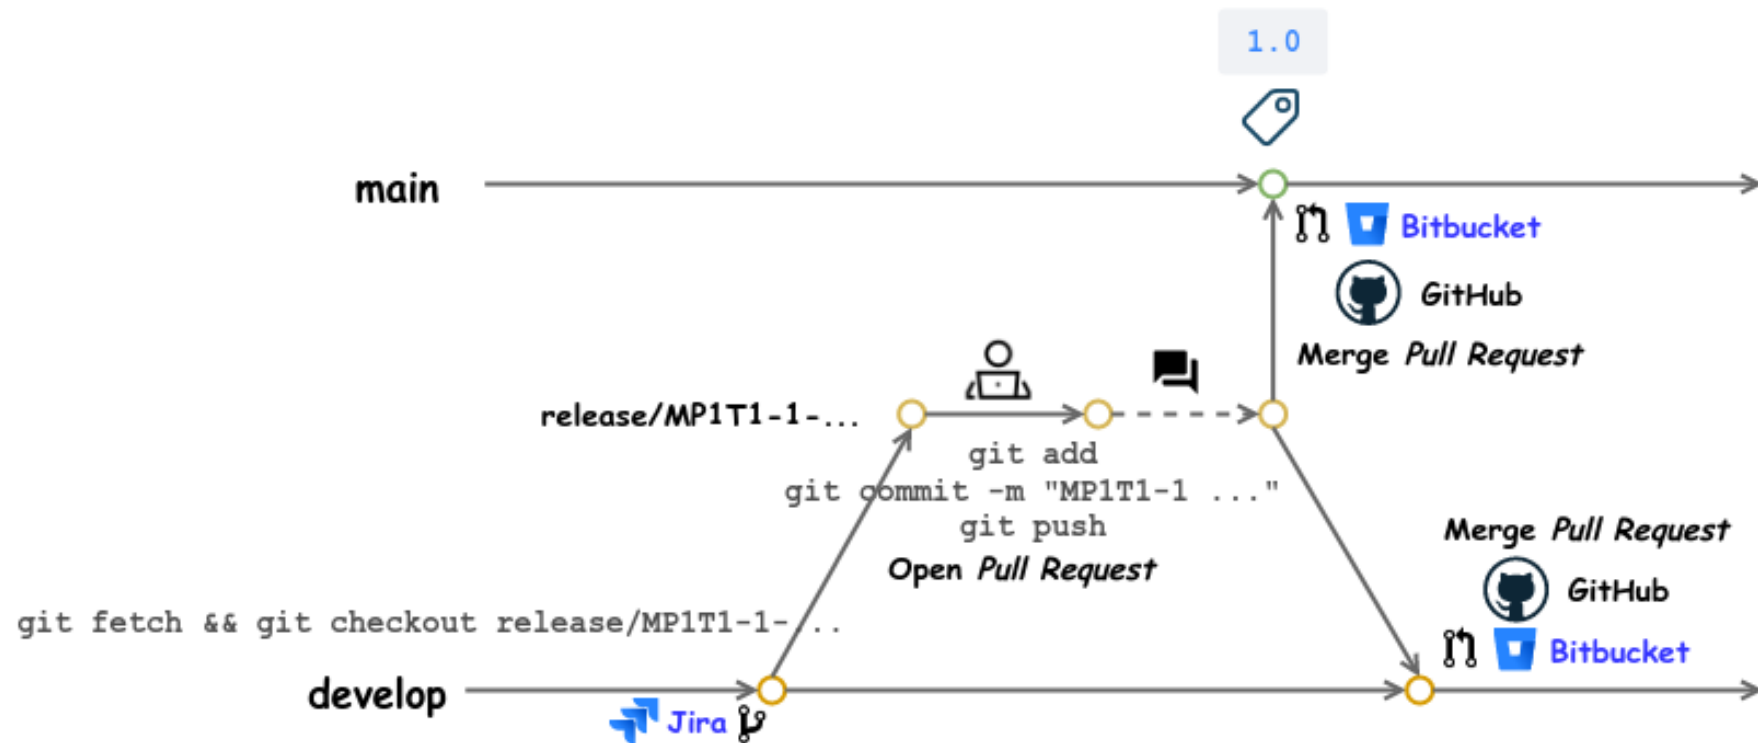 1.0
main
Bitbucket
GitHub
Merge Pull Request
release/MP1T1-1-...
git add
git commit -m "MP1T1-1 ..."
git push
Open Pull Request
Merge Pull Request
GitHub
Bitbucket
git fetch && git checkout release/MP1T1-1-...
develop
Jira